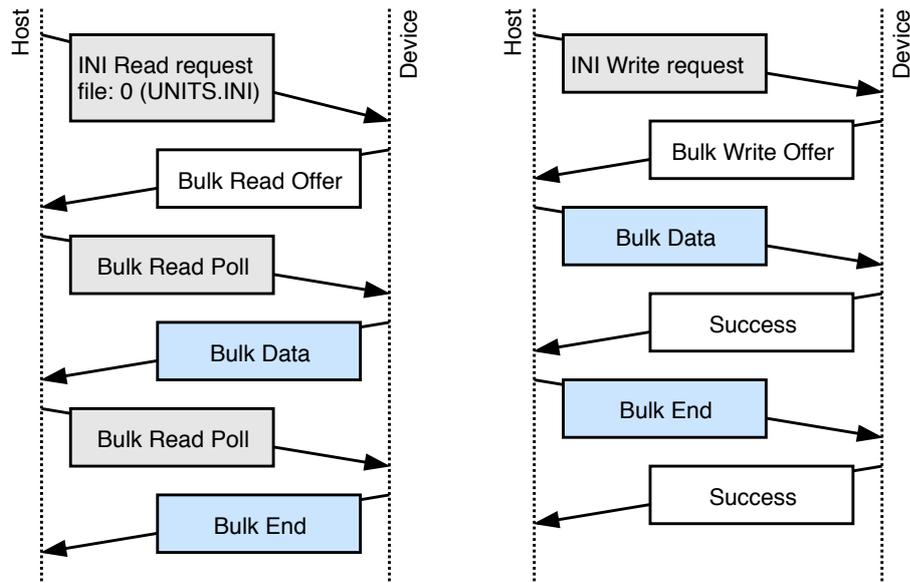 Host
Device
INI Read request
file: 0 (UNITS.INI)
Bulk Read Offer
Bulk Read Poll
Bulk Data
Bulk Read Poll
Bulk End
Host
Device
INI Write request
Bulk Write Offer
Bulk Data
Success
Bulk End
Success